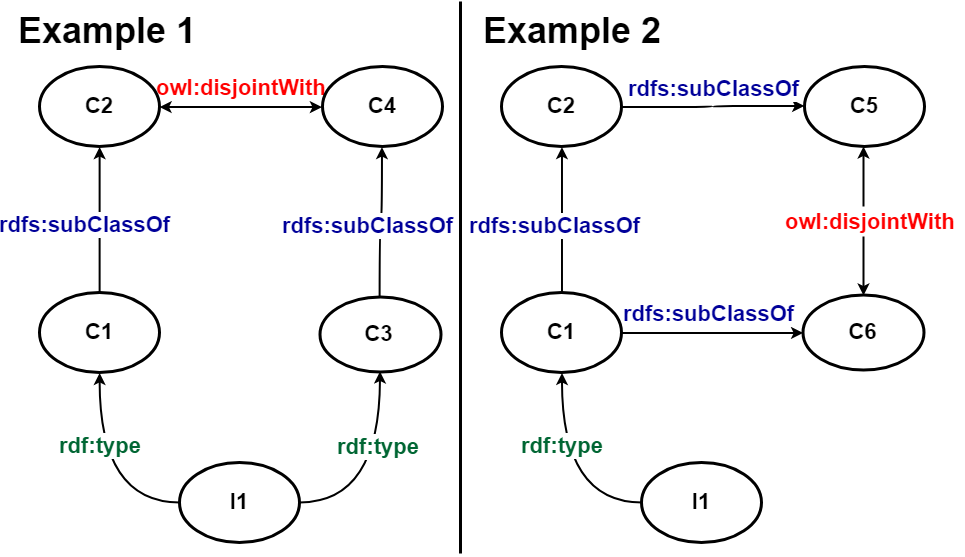 Example 1
C2
owl:disjointWith
C4
rdfs:subClassOf
rdfs:subClassOf
C1
C3
rdf:type
rdf:type
I1
Example 2
C2
rdfs:subClassOf
C5
rdfs:subClassOf
owl:disjointWith
C1
rdfs:subClassOf
C6
rdf:type
I1